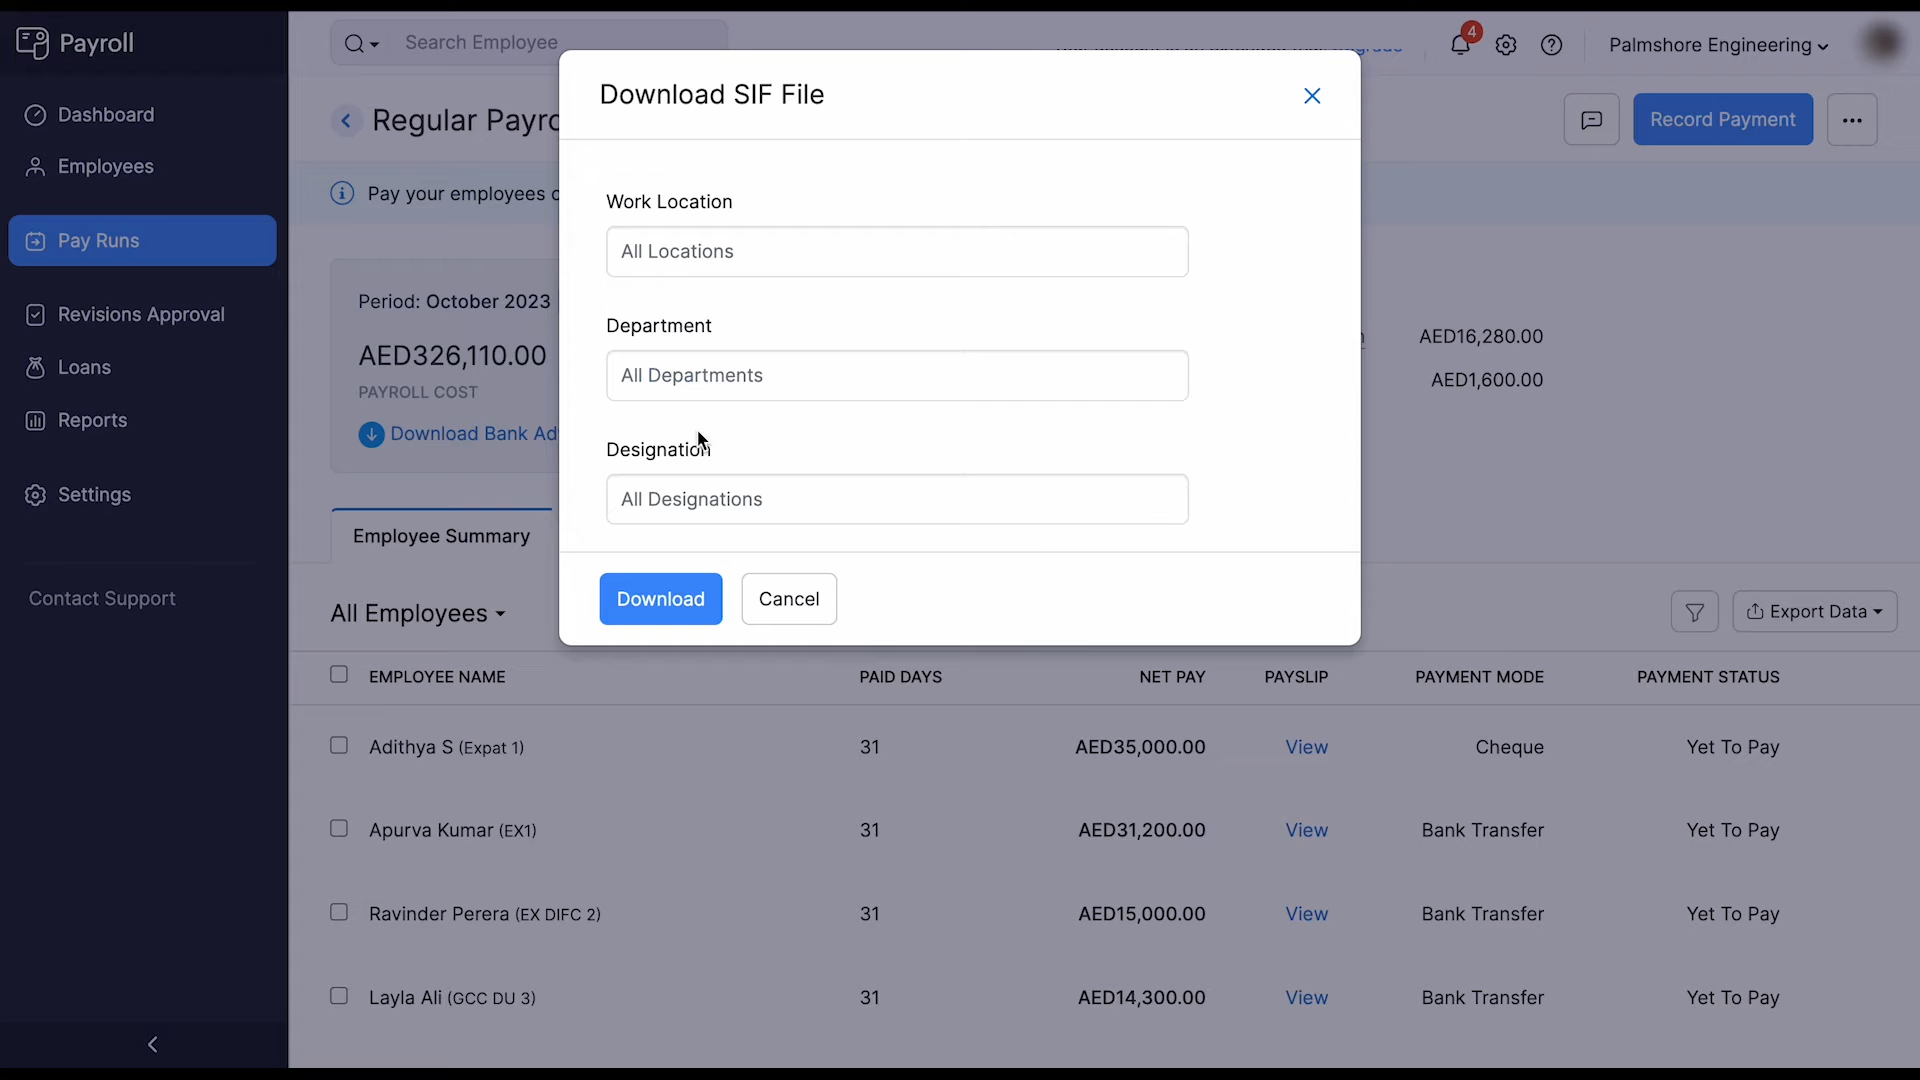 Payroll
Search Employee
4
Palmshore Engineering
Dashboard
Employees
Pay Runs
Revisions Approval
Loans
Reports
Settings
Contact Support
Regular Payro
Record Payment
Pay your employees
Period: October 2023
AED326,110.00
PAYROLL COST
Download Bank Ad
AED16,280.00
AED1,600.00
Download SIF File
Work Location
All Locations
Department
All Departments
Designation
All Designations
Download
Cancel
Employee Summary
All Employees
Export Data
EMPLOYEE NAME PAID DAYS NET PAY PAYSLIP PAYMENT MODE PAYMENT STATUS
Adithya S (Expat 1) 31 AED35,000.00 View Cheque Yet To Pay
Apurva Kumar (EX1) 31 AED31,200.00 View Bank Transfer Yet To Pay
Ravinder Perera (EX DIFC 2) 31 AED15,000.00 View Bank Transfer Yet To Pay
Layla Ali (GCC DU 3) 31 AED14,300.00 View Bank Transfer Yet To Pay